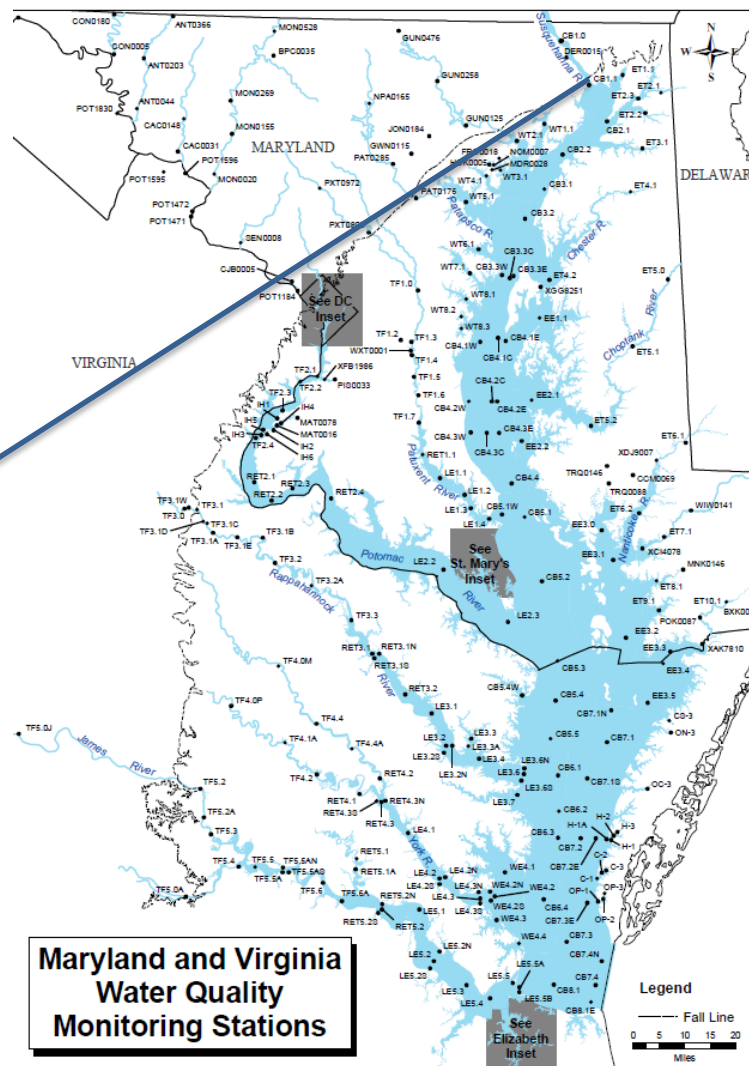 CON0180
ANT0366
MON0528
GUN0476
CB1.0
DER0015
Susquehanna R.
N
W
E
S
CON0005
ANT0203
BPC0035
GUN0258
CB1.1
ET1.1
ET2.1
ET2.3
POT1830
ANT0044
MON0269
NPA0165
CAC0148
MON0155
JON0184
GUN0125
WT2.1
WT1.1
CB2.1
CAC0031
MARYLAND
GWN0115
NOM0007
CB2.2
ET3.1
POT1596
PAT0285
MDR0028
WT3.1
DELAWAR
POT1595
MON0020
PXT0972
WT4.1
PAT0176
WT5.1
CB3.1
ET4.1
POT1472
POT1471
Patapsco R.
CB3.2
Chester R.
SEN0008
WT6.1
CJB0005
WT7.1
CB3.3C
CB3.3W
CB3.3E
ET4.2
ET5.0
POT1184
See DC
Inset
TF1.0
XGG8251
WT8.1
WT8.2
EE1.1
Choptank
River
VIRGINIA
TF1.2
TF1.3
WT8.3
WXT0001
TF1.4
CB4.1W
CB4.1E
CB4.1C
ET5.1
TF2.1
XFB1986
TF2.2
PIS0033
TF1.5
TF2.3
TF1.6
CB4.2C
EE2.1
IH1
IH4
CB4.2W
CB4.2E
IH5
MAT0078
TF1.7
ET5.2
IH3
MAT0016
CB4.3W
CB4.3E
TF2.4
IH2
EE2.2
ET6.1
IH6
CB4.3C
XDJ9007
RET1.1
Patuxent River
RET2.1
LE1.1
CB4.4
TRQ0146
CCM0069
RET2.3
RET2.2
RET2.4
LE1.2
TRQ0088
TF3.1W
TF3.1
TF3.0
LE1.3
CB5.1W
ET6.2
WIW0141
TF3.1D
TF3.1C
LE1.4
CB5.1
EE3.0
Nanticoke R.
TF3.1A
TF3.1E
TF3.1B
ET7.1
See
St. Mary's
Inset
Potomac
River
EE3.1
XCI4078
TF3.2
LE2.2
MNK0146
Rappahannock
River
TF3.2A
CB5.2
ET8.1
ET9.1
ET10.1
TF3.3
LE2.3
POK0087
BXK00
EE3.2
RET3.1
RET3.1N
RET3.1S
EE3.3
XAK7810
TF4.0M
CB5.3
EE3.4
RET3.2
CB5.4W
CB5.4
EE3.5
TF4.0P
LE3.1
CB7.1N
TF5.0J
TF4.4
James
River
TF4.1A
TF4.4A
LE3.2
LE3.3
CB5.5
CB7.1
ON-3
LE3.2S
LE3.3A
LE3.2N
LE3.4
LE3.6N
TF4.2
RET4.2
LE3.6
CB6.1
CB7.1S
TF5.2
RET4.1
RET4.3N
LE3.6S
OC-3
RET4.3S
LE3.7
TF5.2A
RET4.3
CB6.2
H-2
TF5.3
York R.
LE4.1
CB6.3
H-1A
H-3
CB7.2
H-1
RET5.1
CB7.2E
C-2
TF5.4
TF5.5
TF5.5AN
RET5.1A
LE4.2
LE4.2N
WE4.1
C-3
TF5.5A
C-1
TF5.0A
TF5.6
LE4.2S
LE4.3N
WE4.2N
WE4.2
OP-1
OP-3
TF5.6A
RET5.2N
LE4.3
CB6.4
RET5.2S
LE5.1
LE4.3S
WE4.2S
CB7.3E
OP-2
RET5.2
WE4.3
WE4.4
CB7.3
LE5.2N
LE5.2
CB7.4N
LE5.2S
LE5.5A
LE5.5
CB7.4
LE5.3
CB8.1
LE5.4
LE5.5B
CB8.1E
See
Elizabeth
Inset
Maryland and Virginia
Water Quality
Monitoring Stations
Legend
Fall Line
0 5 10 15 20
Miles